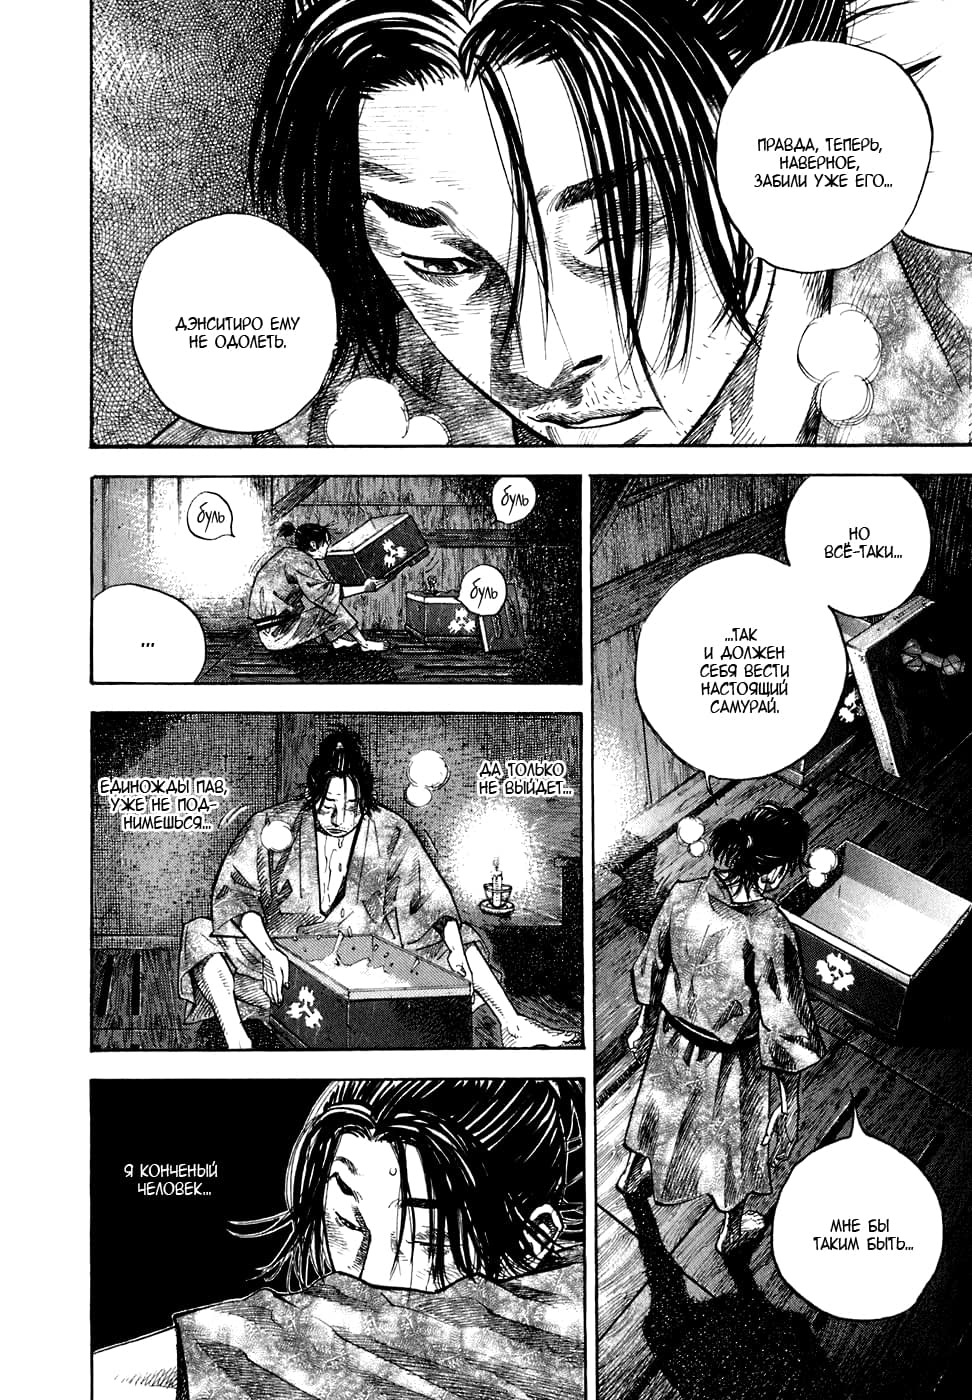 ПРАВДА, ТЕПЕРЬ,
НАВЕРНОЕ,
ЗАБИЛИ УЖЕ ЕГО...
ДЭНСИТИРО ЕМУ
НЕ ОДОЛЕТЬ.
НО
ВСЁ-ТАКИ...
...ТАК
И ДОЛЖЕН
СЕБЯ ВЕСТИ
НАСТОЯЩИЙ
САМУРАЙ.
МНЕ БЫ
ТАКИМ БЫТЬ...
буль
буль
буль
...
ДА ТОЛЬКО
НЕ ВЫЙДЕТ...
ЕДИНОЖДЫ ПАВ,
УЖЕ НЕ ПОД-
НИМЕШЬСЯ...
Я КОНЧЕНЫЙ
ЧЕЛОВЕК...